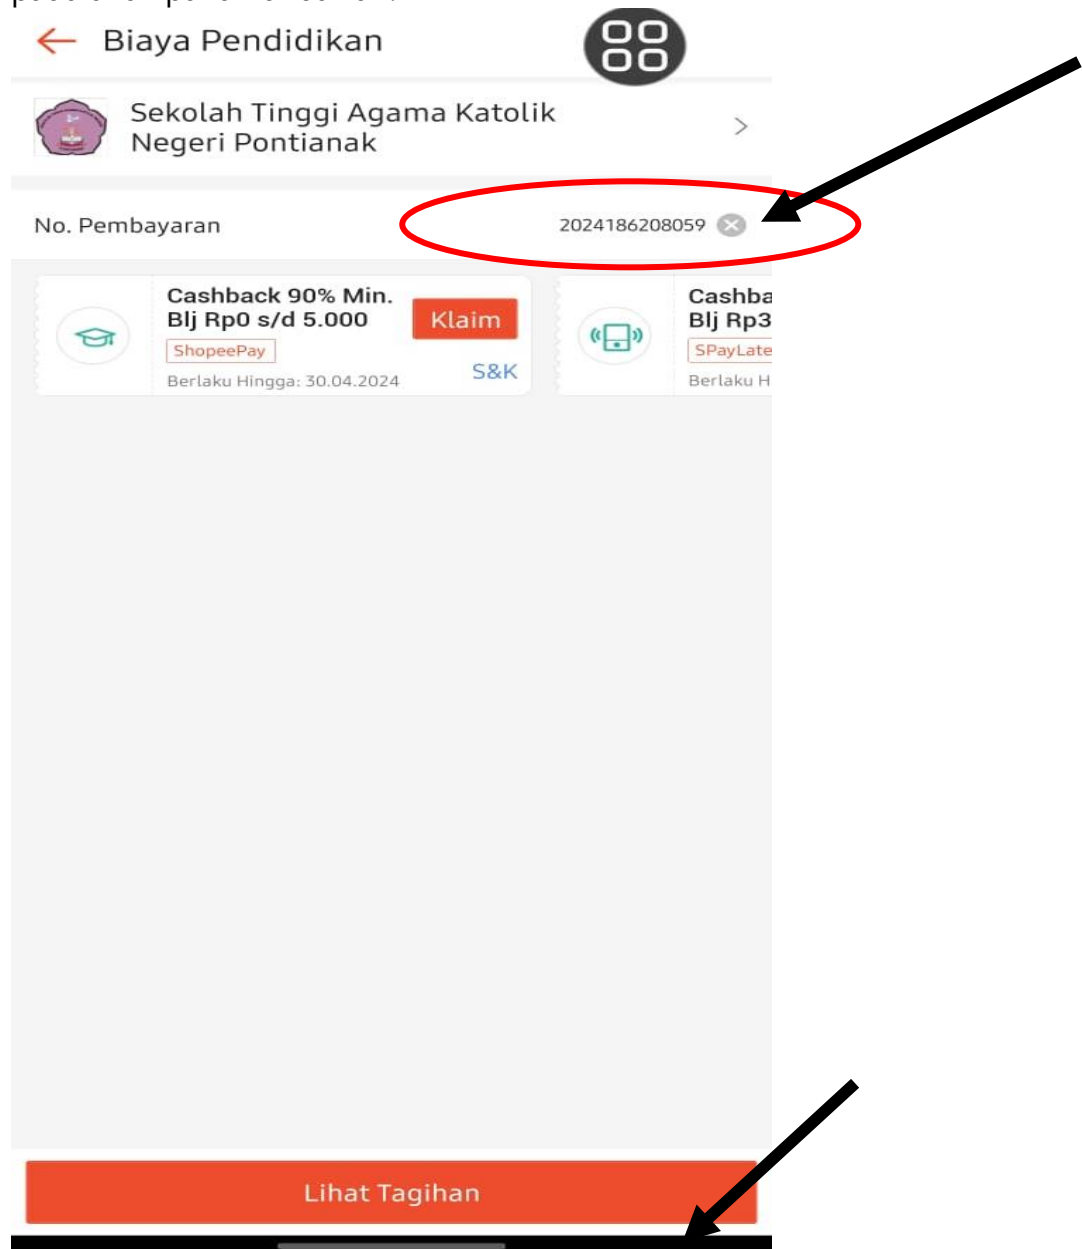 Biaya Pendidikan
Sekolah Tinggi Agama Katolik
Negeri Pontianak
No. Pembayaran 2024186208059
Cashback 90% Min.
Blj Rp0 s/d 5.000
Klaim
ShopeePay
Berlaku Hingga: 30.04.2024
S&K
Cashba
Blj Rp3
SPayLate
Berlaku H
Lihat Tagihan